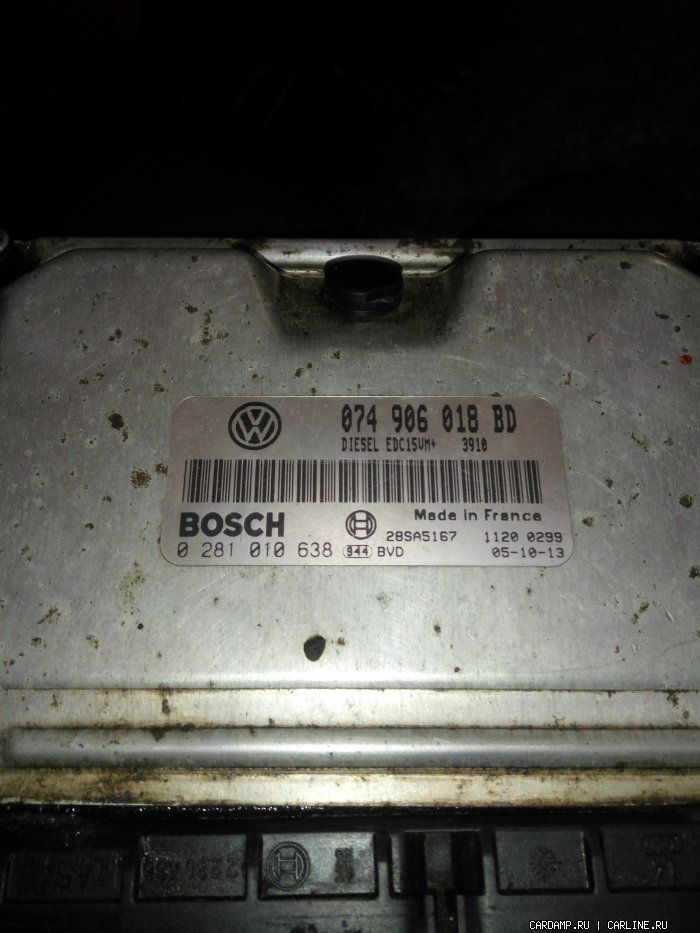 074 906 018 BD
DIESEL EDC15VM+ 3910
BOSCH
Made in France
28SA5167 1120 0299
0 281 010 638 944 BVD 05-10-13
CARDAMP.RU | CARLINE.RU